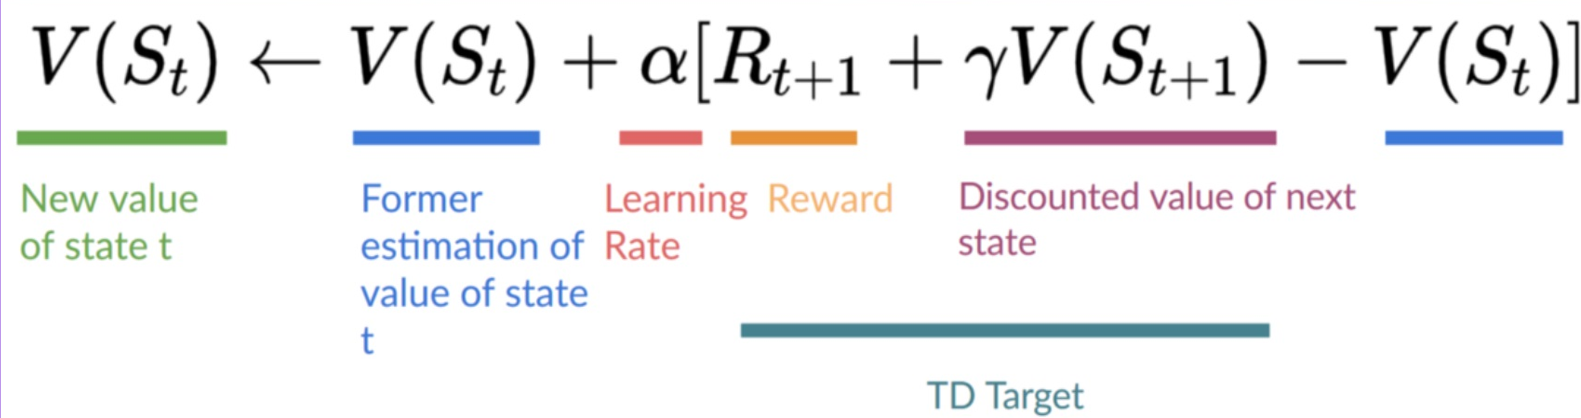 V(S_t) ← V(S_t) + α[R_{t+1} + γV(S_{t+1}) − V(S_t)]
New value
of state t
Former
estimation of
value of state
t
Learning
Rate
Reward
Discounted value of next
state
TD Target